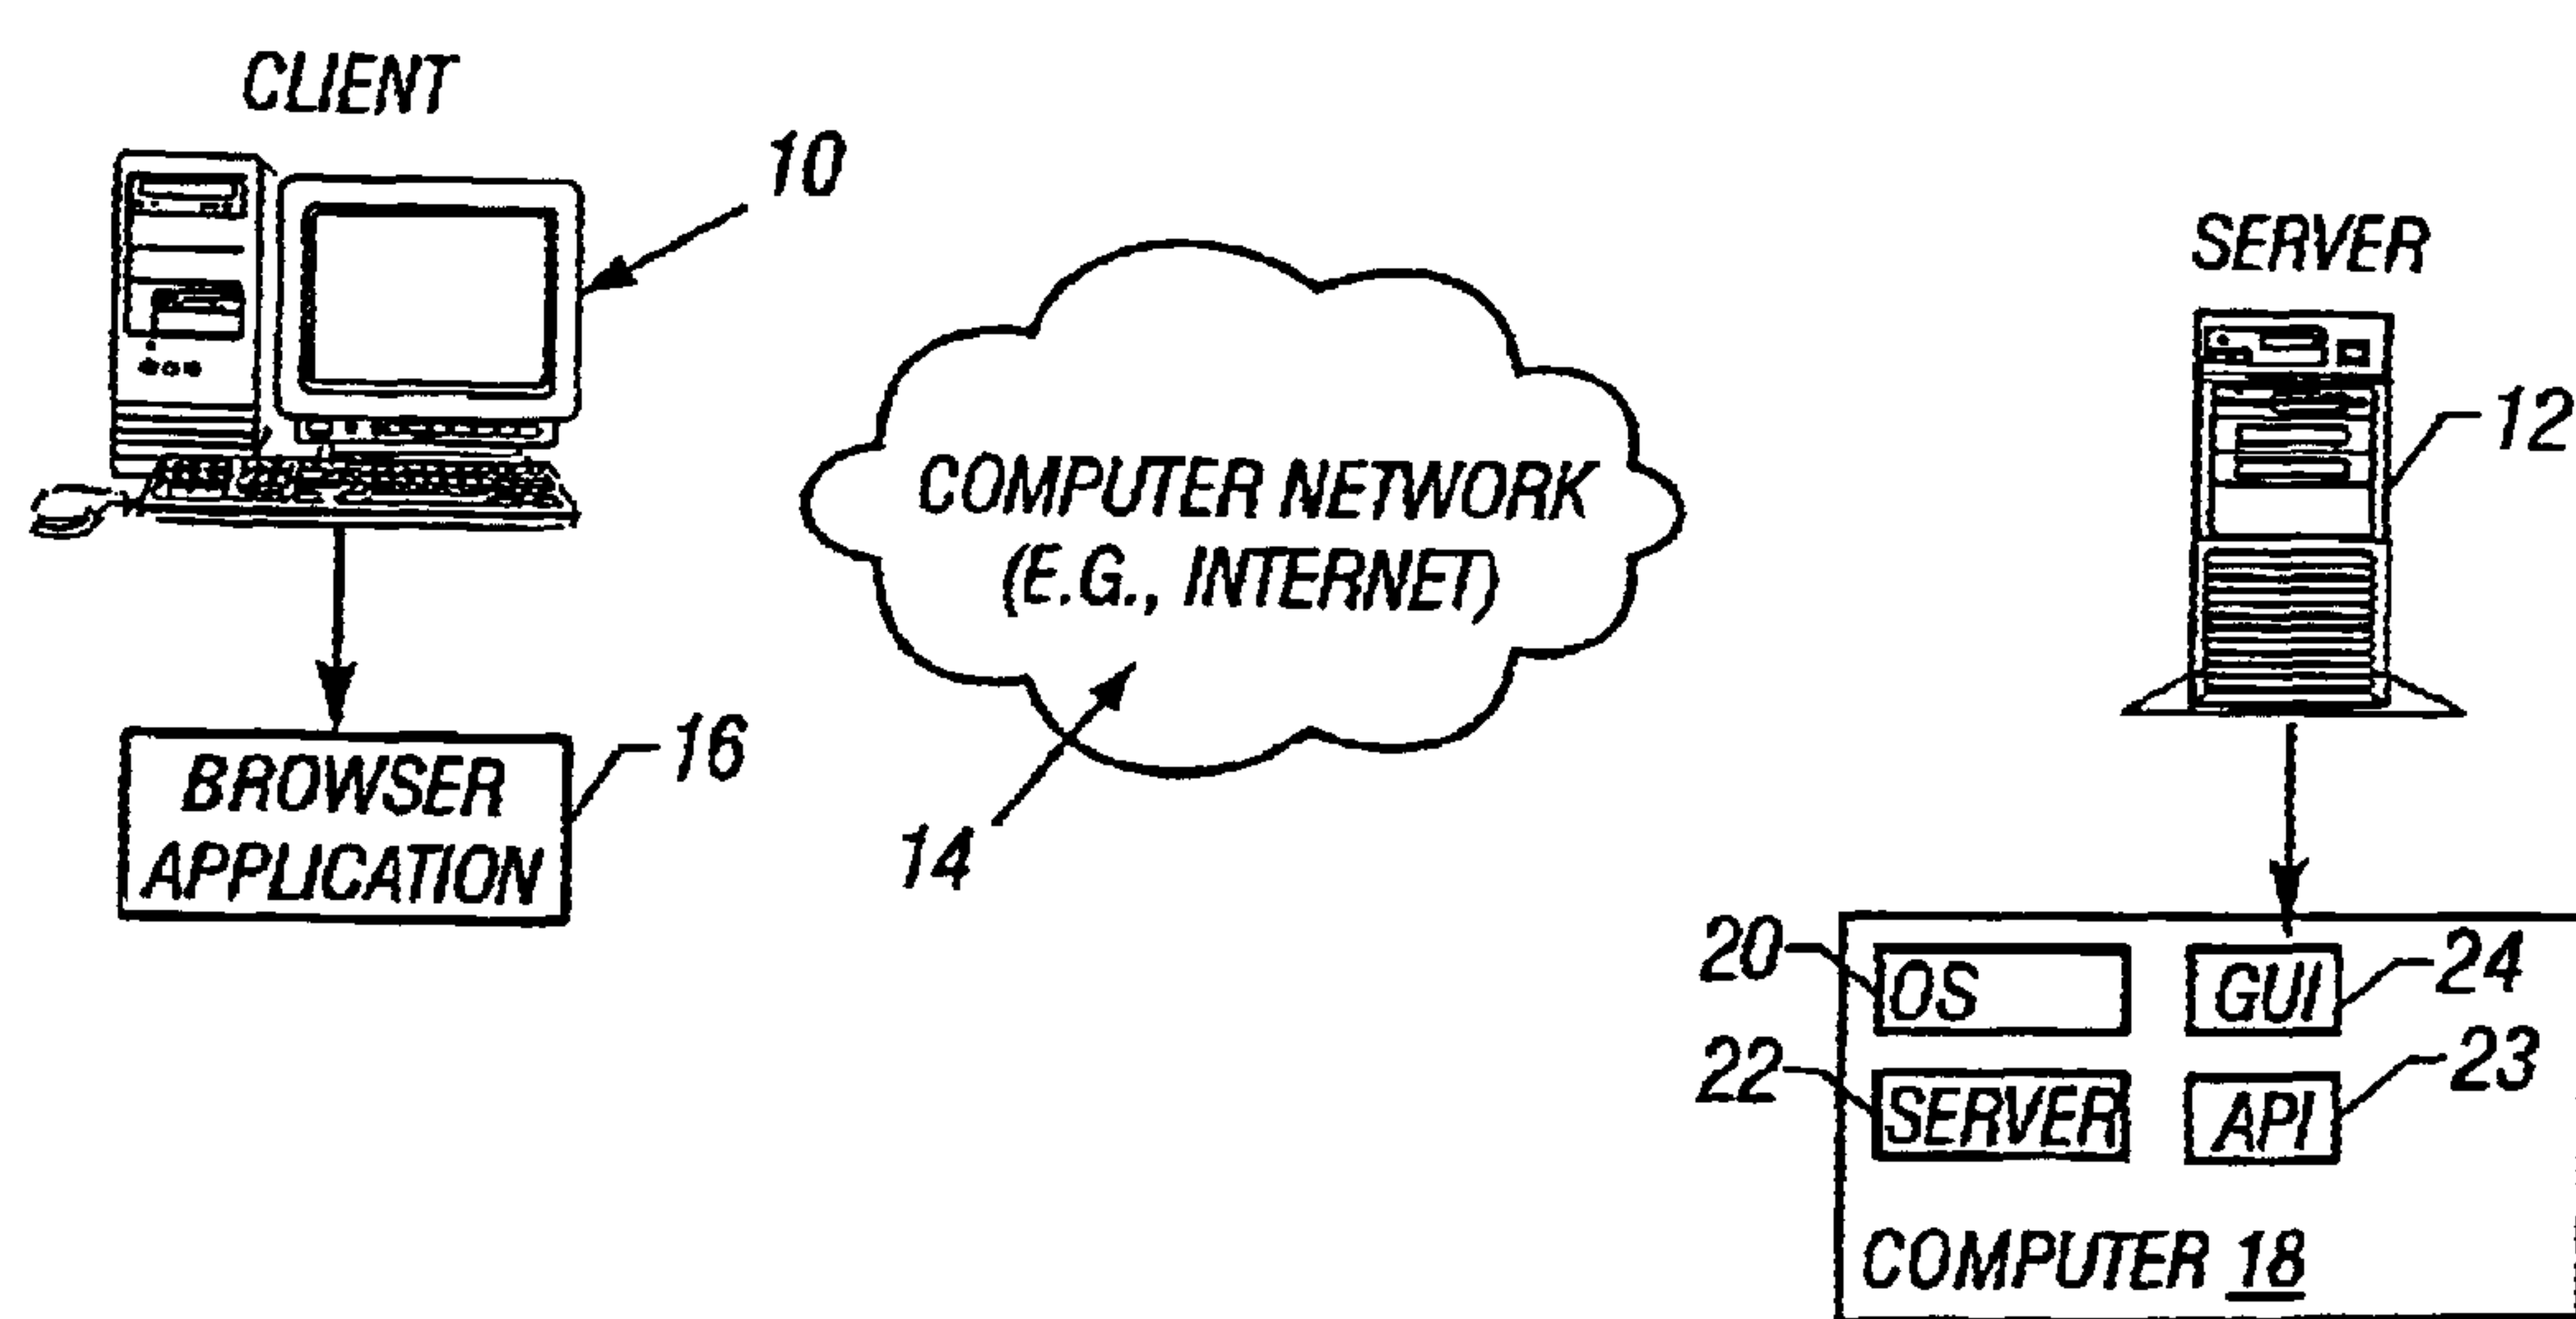 CLIENT
10
SERVER
12
COMPUTER NETWORK
(E.G., INTERNET)
14
BROWSER
APPLICATION
16
20
OS
GUI
24
22
SERVER
API
23
COMPUTER 18